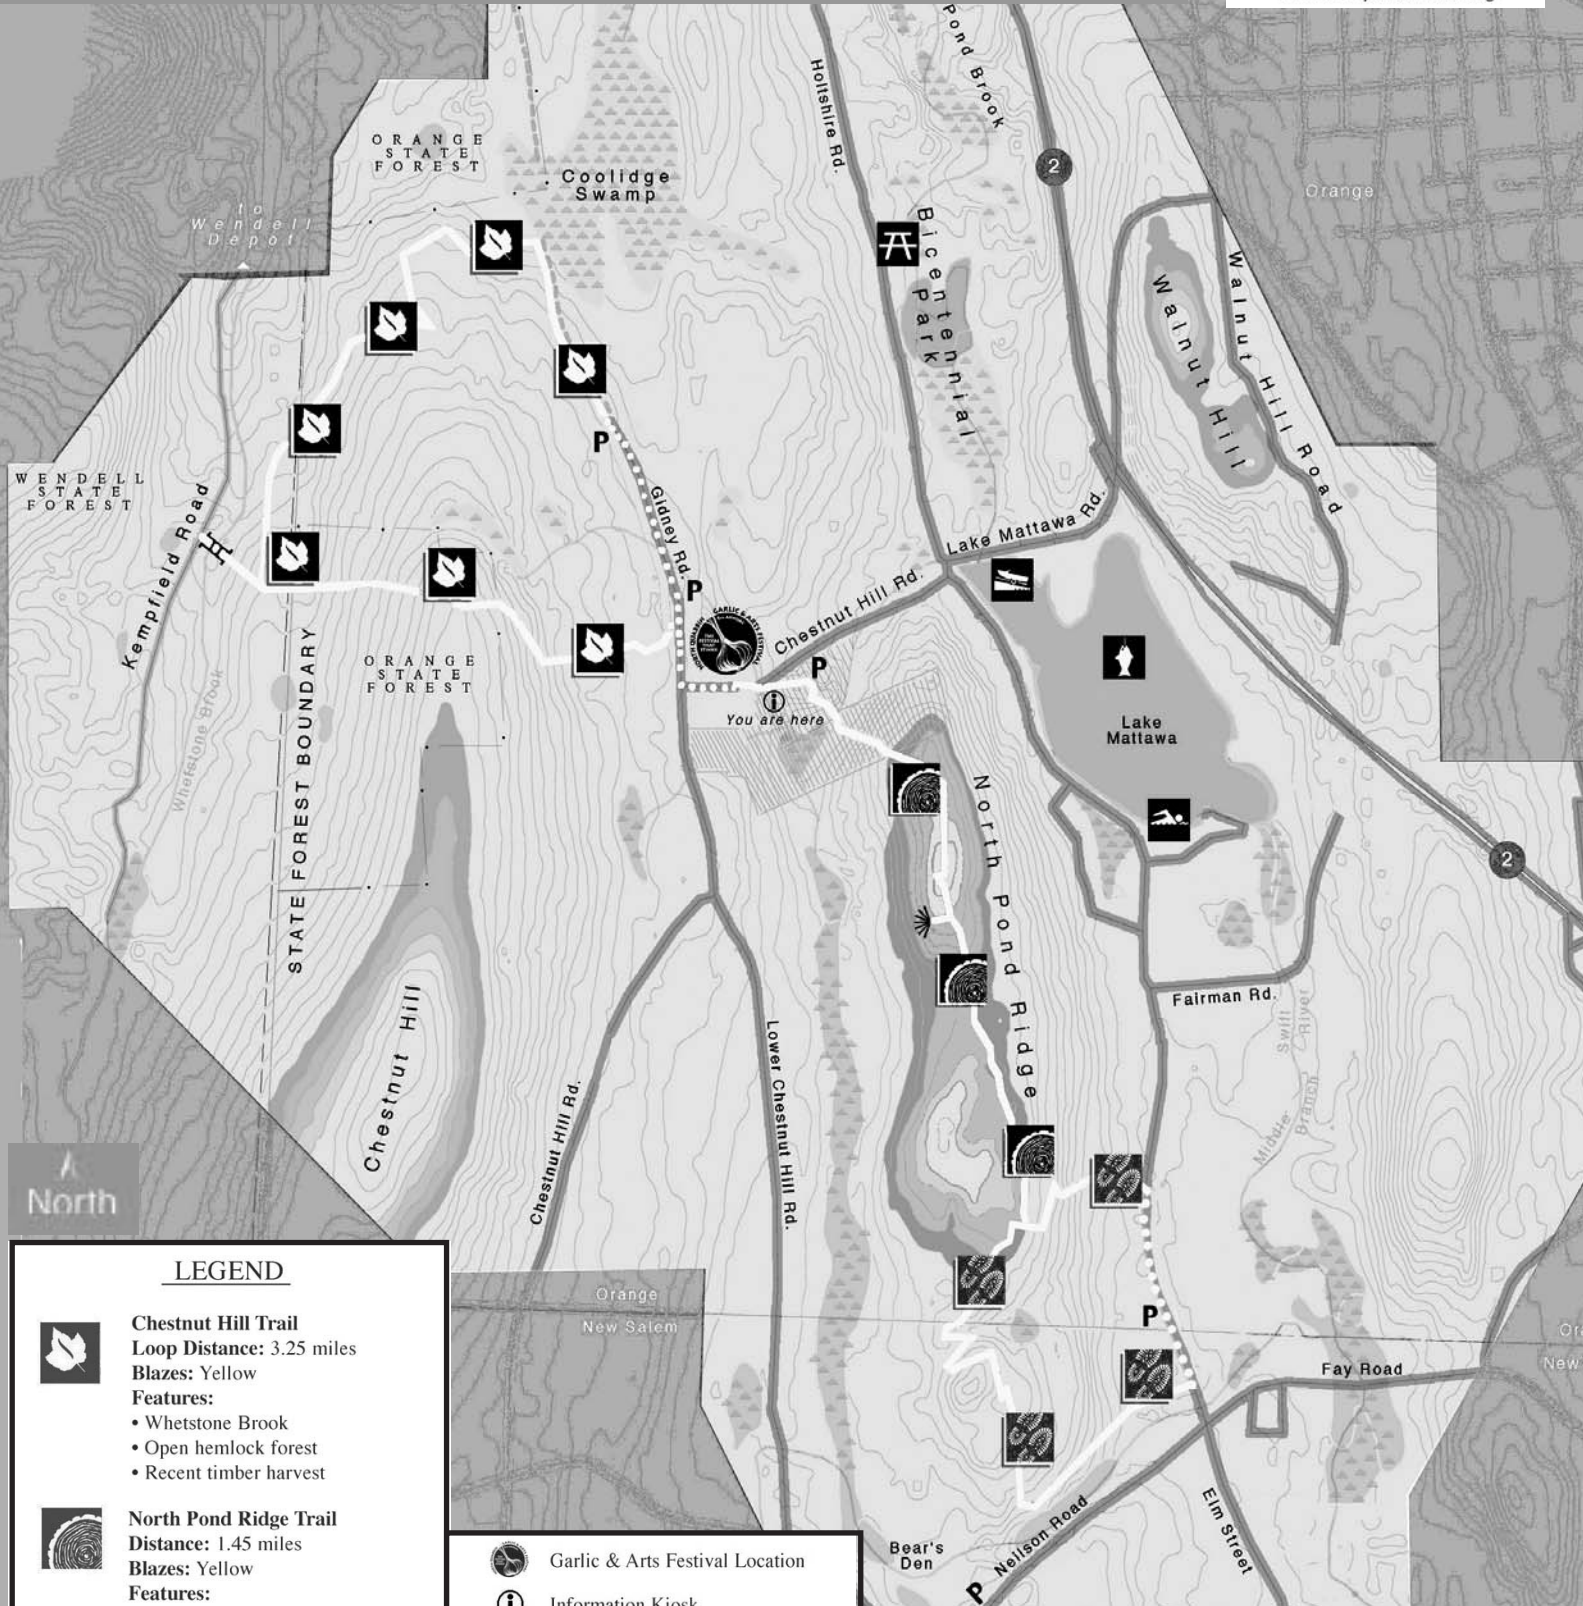 ORANGE
STATE
FOREST
to
Wendell
Depot
Coolidge
Swamp
Holtshire Rd.
Pond Brook
2
Orange
Bicentennial
Park
Walnut Hill
Walnut Hill Road
WENDELL
STATE
FOREST
Kempfield Road
P
Gidney Rd.
Lake Mattawa Rd.
P
NORTH QUABBIN GARLIC & ARTS FESTIVAL
Chestnut Hill Rd.
P
You are here
Whetstone Brook
STATE FOREST BOUNDARY
ORANGE
STATE
FOREST
Lake
Mattawa
North Pond Ridge
2
Chestnut Hill
Fairman Rd.
Swift
River
Middle
Branch
Chestnut Hill Rd.
Lower Chestnut Hill Rd.
North
Orange
New Salem
P
Fay Road
New
Elm Street
Bear's
Den
P
Neilson Road
LEGEND
Chestnut Hill Trail
Loop Distance: 3.25 miles
Blazes: Yellow
Features:
• Whetstone Brook
• Open hemlock forest
• Recent timber harvest
North Pond Ridge Trail
Distance: 1.45 miles
Blazes: Yellow
Features:
Garlic & Arts Festival Location
Information Kiosk